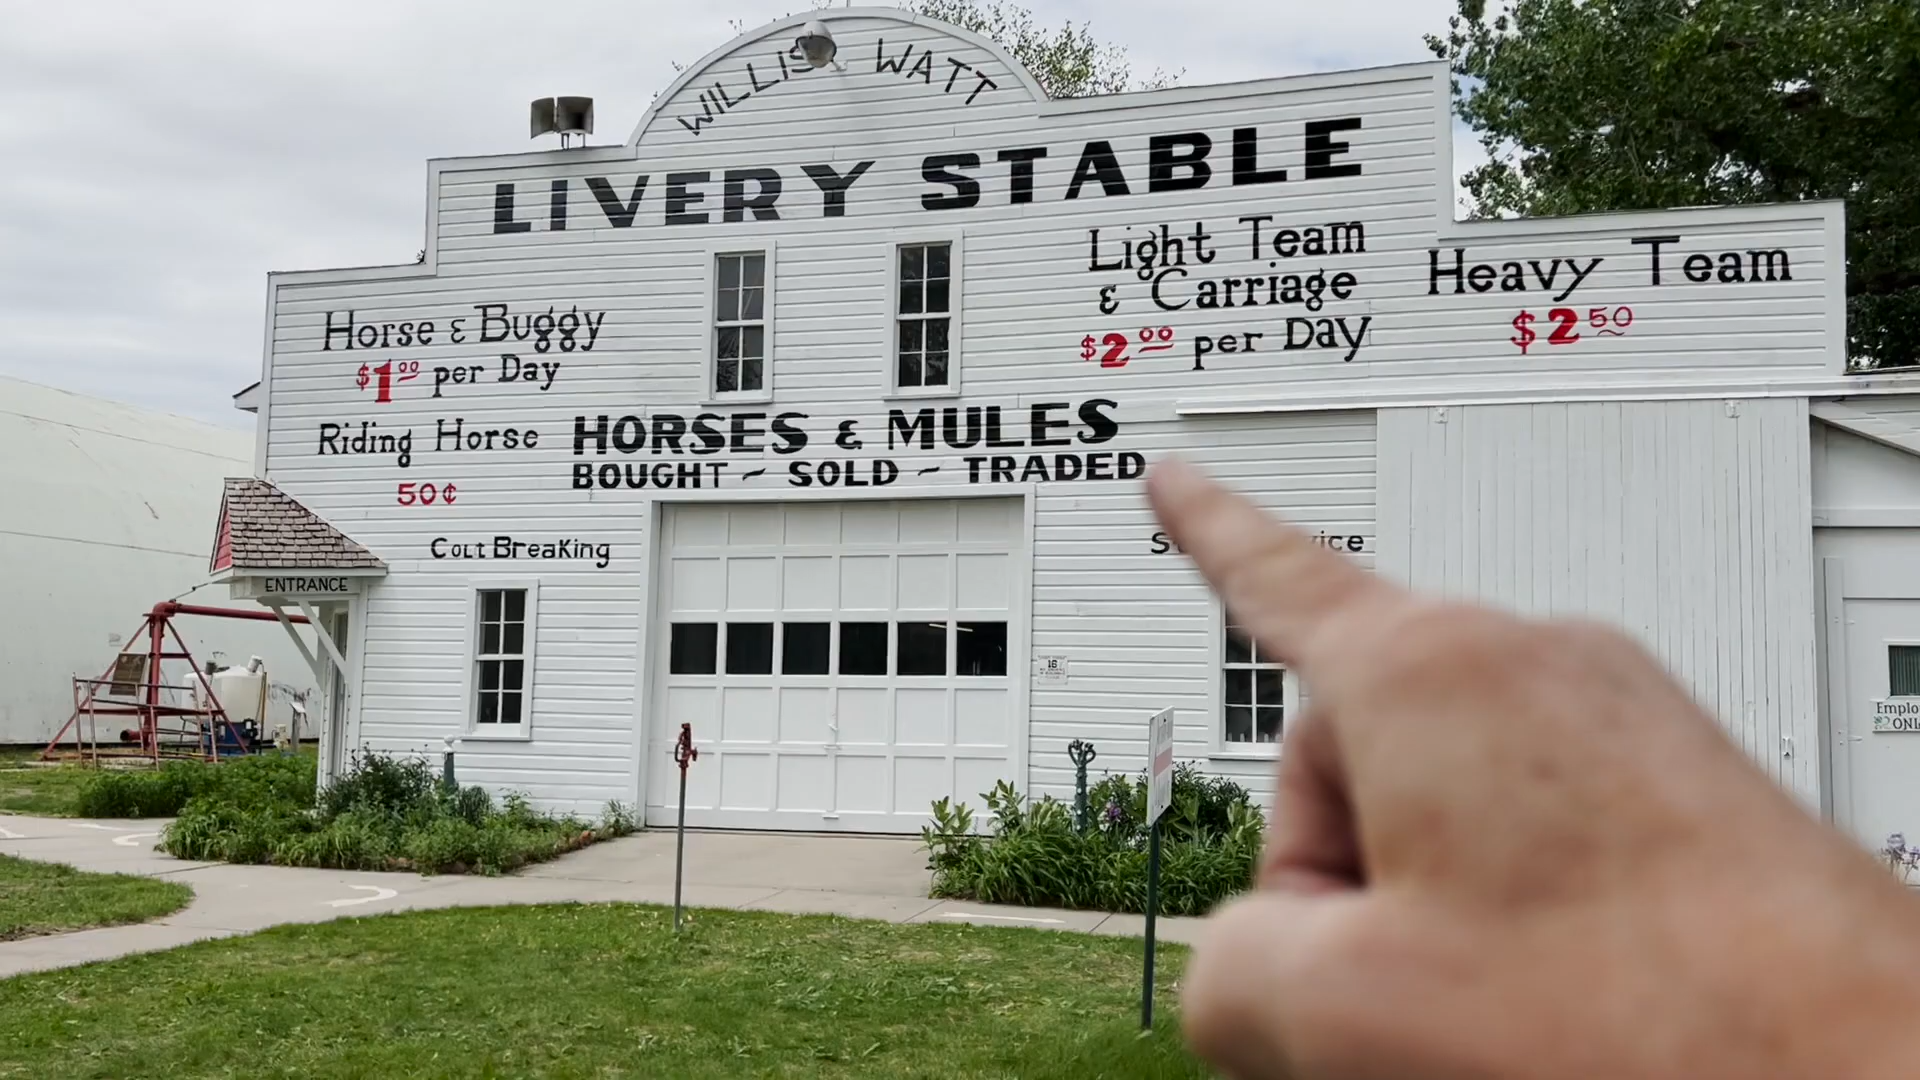 WILLIS WATT
LIVERY STABLE
Horse & Buggy
$1.00 per Day
Light Team
& Carriage
$2.00 per Day
Heavy Team
$2.50
Riding Horse
50¢
HORSES & MULES
BOUGHT ~ SOLD ~ TRADED
Colt Breaking
ENTRANCE
16